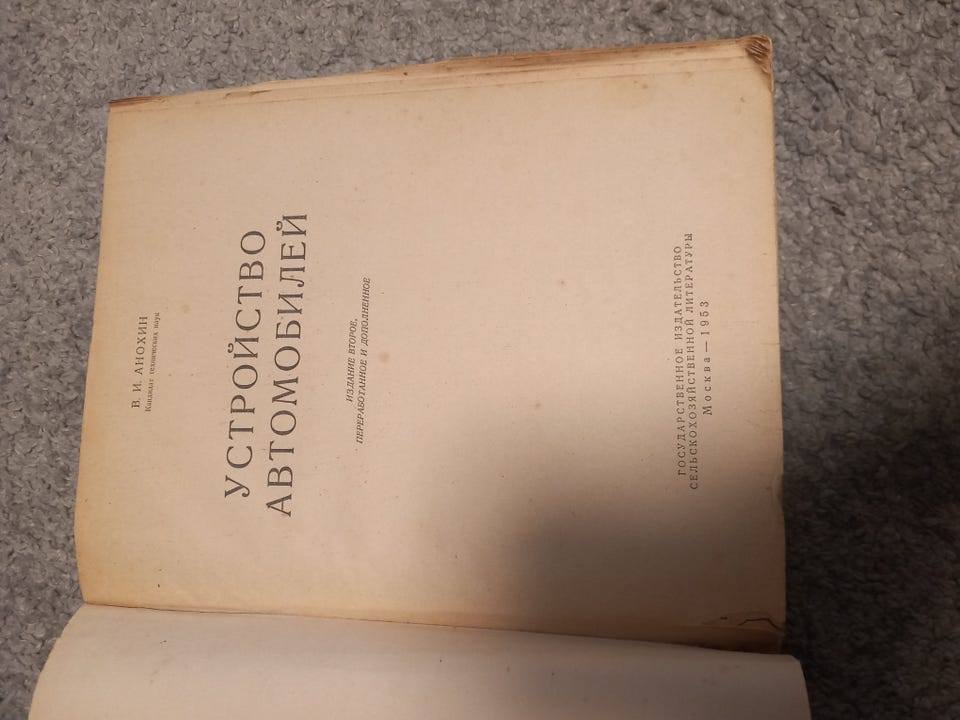 В. И. АНОХИН
Кандидат технических наук
УСТРОЙСТВО
АВТОМОБИЛЕЙ
ИЗДАНИЕ ВТОРОЕ,
ПЕРЕРАБОТАННОЕ И ДОПОЛНЕННОЕ
ГОСУДАРСТВЕННОЕ ИЗДАТЕЛЬСТВО
СЕЛЬСКОХОЗЯЙСТВЕННОЙ ЛИТЕРАТУРЫ
Москва — 1953